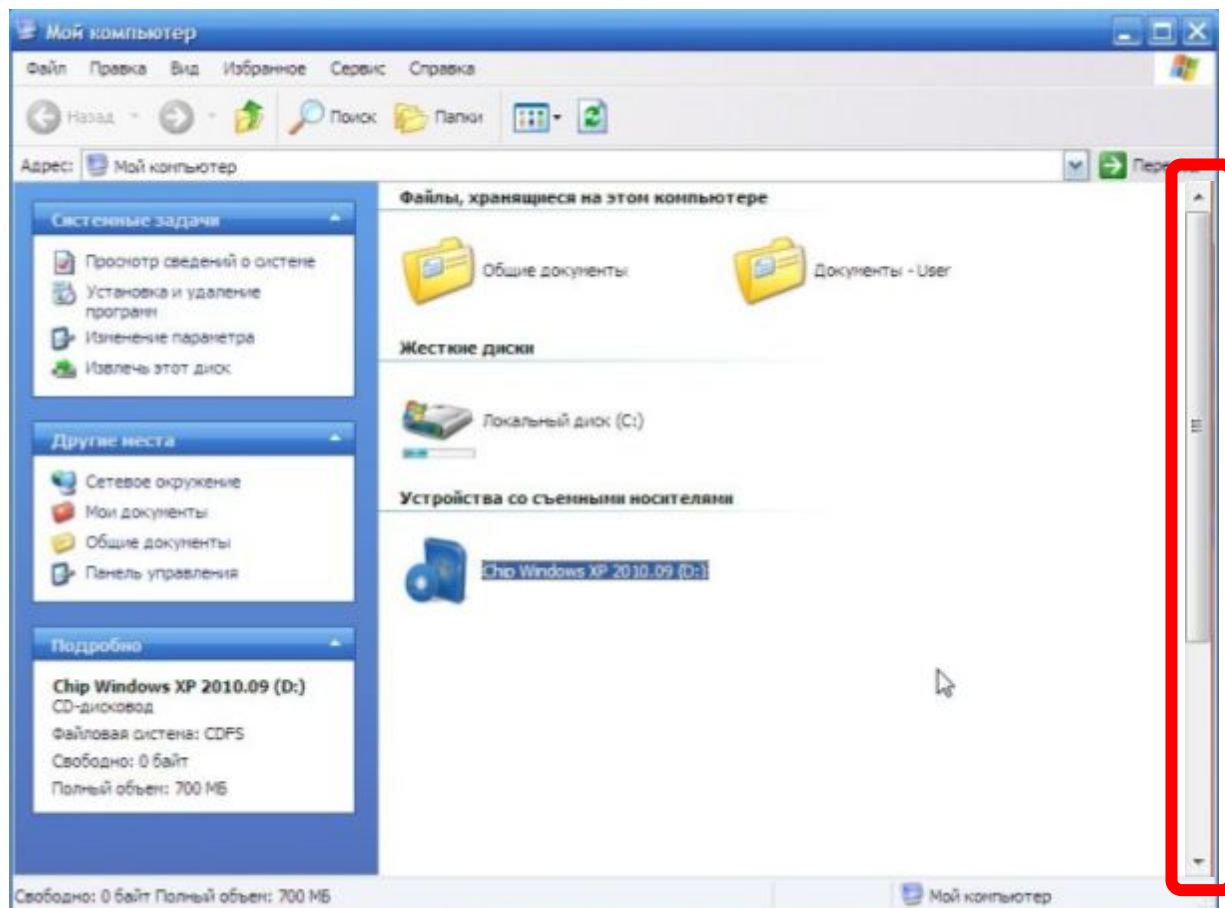 Мой компьютер
Файл Правка Вид Избранное Сервис Справка
Назад Поиск Папки
Адрес: Мой компьютер
Системные задачи
Просмотр сведений о системе
Установка и удаление
программ
Изменение параметра
Извлечь этот диск
Другие места
Сетевое окружение
Мои документы
Общие документы
Панель управления
Подробно
Chip Windows XP 2010.09 (D:)
CD-дисковод
Файловая система: CDFS
Свободно: 0 байт
Полный объем: 700 МБ
Файлы, хранящиеся на этом компьютере
Общие документы
Документы - User
Жесткие диски
Локальный диск (C:)
Устройства со съемными носителями
Chip Windows XP 2010.09 (D:)
Свободно: 0 байт Полный объем: 700 МБ
Мой компьютер